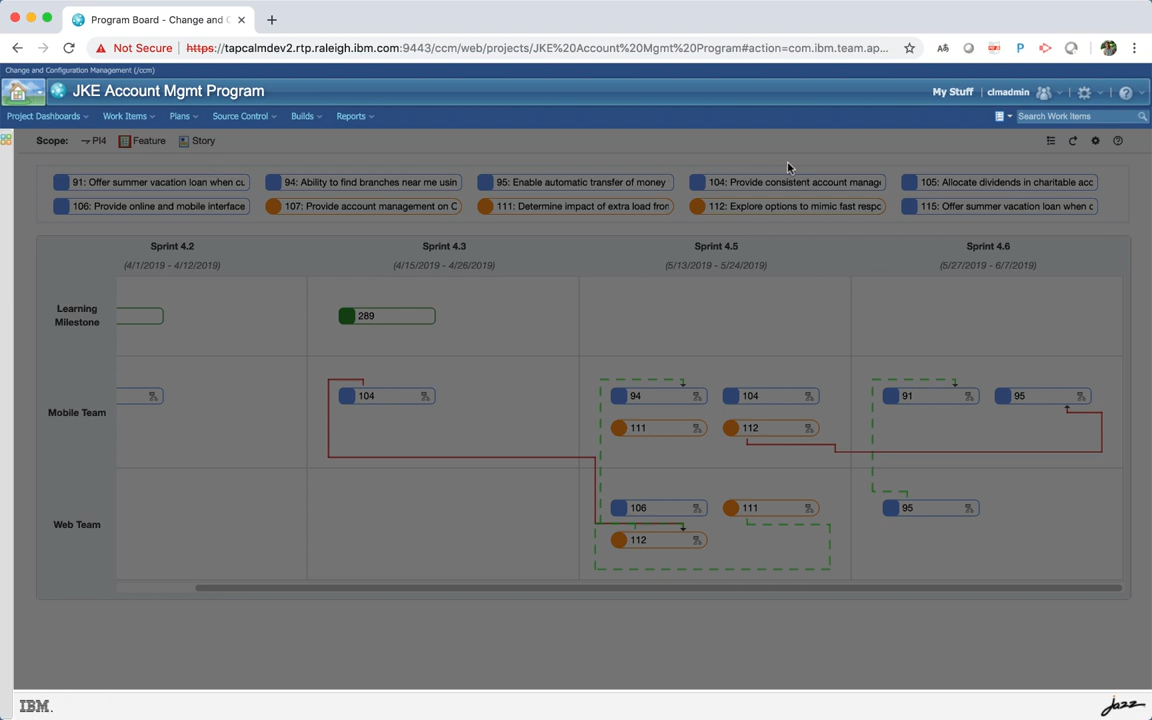 Program Board - Change and C
Not Secure https://tapcalmdev2.rtp.raleigh.ibm.com:9443/ccm/web/projects/JKE%20Account%20Mgmt%20Program#action=com.ibm.team.ap...
Change and Configuration Management (/ccm)
JKE Account Mgmt Program My Stuff clmadmin
Project Dashboards Work Items Plans Source Control Builds Reports Search Work Items
Scope: PI4 Feature Story
91: Offer summer vacation loan when cu 94: Ability to find branches near me usin 95: Enable automatic transfer of money 104: Provide consistent account manag 105: Allocate dividends in charitable acc
106: Provide online and mobile interface 107: Provide account management on C 111: Determine impact of extra load fron 112: Explore options to mimic fast respo 115: Offer summer vacation loan when c
Sprint 4.2 Sprint 4.3 Sprint 4.5 Sprint 4.6
(4/1/2019 - 4/12/2019) (4/15/2019 - 4/26/2019) (5/13/2019 - 5/24/2019) (5/27/2019 - 6/7/2019)
Learning
Milestone
289
Mobile Team
104 94 104 91 95
111 112
Web Team
106 111 95
112
IBM.
jazz